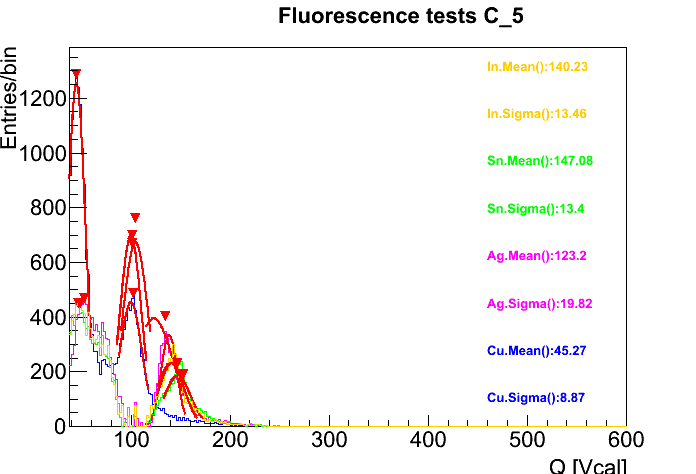 Fluorescence tests C_5
Entries/bin
1200
1000
800
600
400
200
0
100 200 300 400 500 600
Q [Vcal]
In.Mean():140.23
In.Sigma():13.46
Sn.Mean():147.08
Sn.Sigma():13.4
Ag.Mean():123.2
Ag.Sigma():19.82
Cu.Mean():45.27
Cu.Sigma():8.87